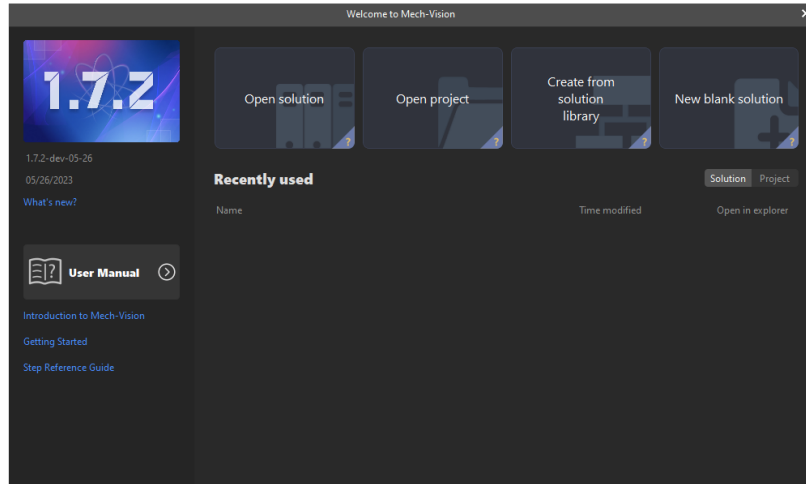 Welcome to Mech-Vision
1.7.2
1.7.2-dev-05-26
05/26/2023
What's new?
User Manual
Introduction to Mech-Vision
Getting Started
Step Reference Guide
Open solution
?
Open project
?
Create from
solution
library
?
New blank solution
?
Recently used
Solution Project
Name Time modified Open in explorer